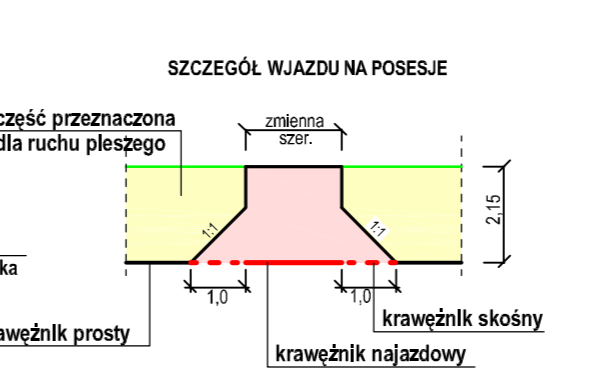 SZCZEGÓŁ WJAZDU NA POSESJE
część przeznaczona
dla ruchu pieszego
zmienna
szer.
1:1
1:1
2,15
ka
1,0
1,0
awężnik prosty
krawężnik skośny
krawężnik najazdowy